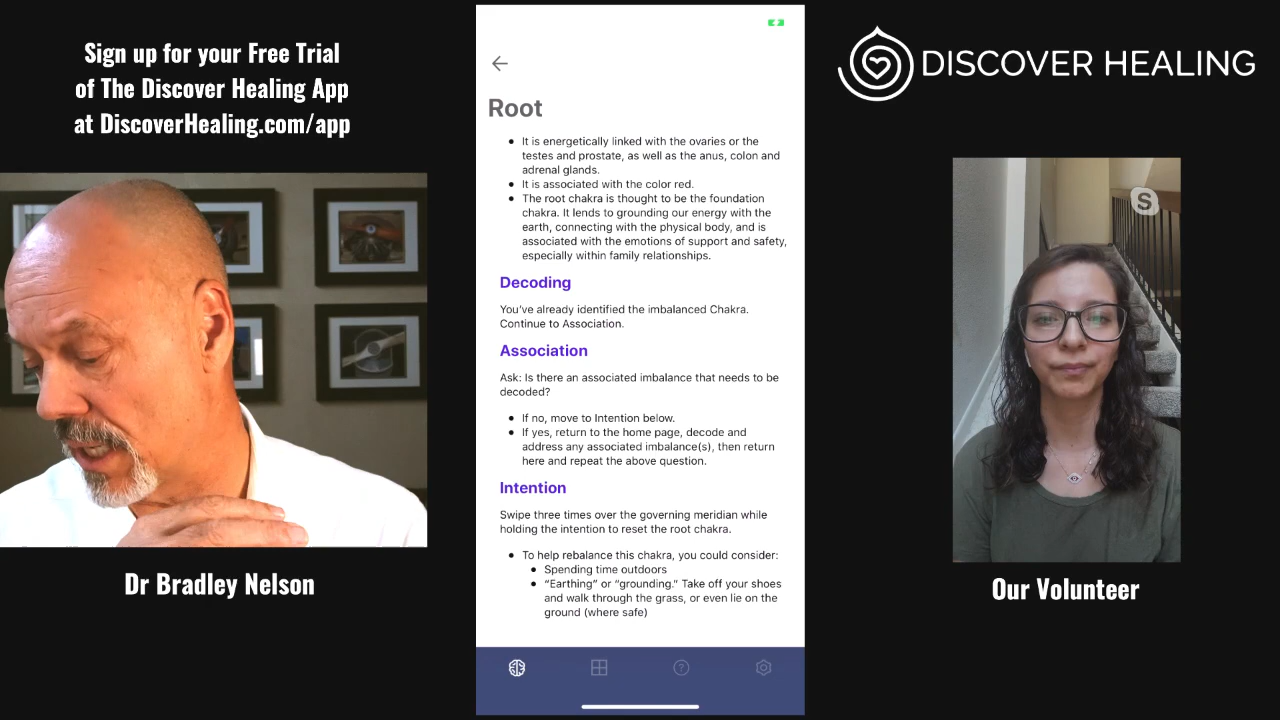 Sign up for your Free Trial
of The Discover Healing App
at DiscoverHealing.com/app
Dr Bradley Nelson
Root
It is energetically linked with the ovaries or the
testes and prostate, as well as the anus, colon and
adrenal glands.
It is associated with the color red.
The root chakra is thought to be the foundation
chakra. It lends to grounding our energy with the
earth, connecting with the physical body, and is
associated with the emotions of support and safety,
especially within family relationships.
Decoding
You've already identified the imbalanced Chakra.
Continue to Association.
Association
Ask: Is there an associated imbalance that needs to be
decoded?
If no, move to Intention below.
If yes, return to the home page, decode and
address any associated imbalance(s), then return
here and repeat the above question.
Intention
Swipe three times over the governing meridian while
holding the intention to reset the root chakra.
To help rebalance this chakra, you could consider:
Spending time outdoors
“Earthing” or “grounding.” Take off your shoes
and walk through the grass, or even lie on the
ground (where safe)
DISCOVER HEALING
S
Our Volunteer